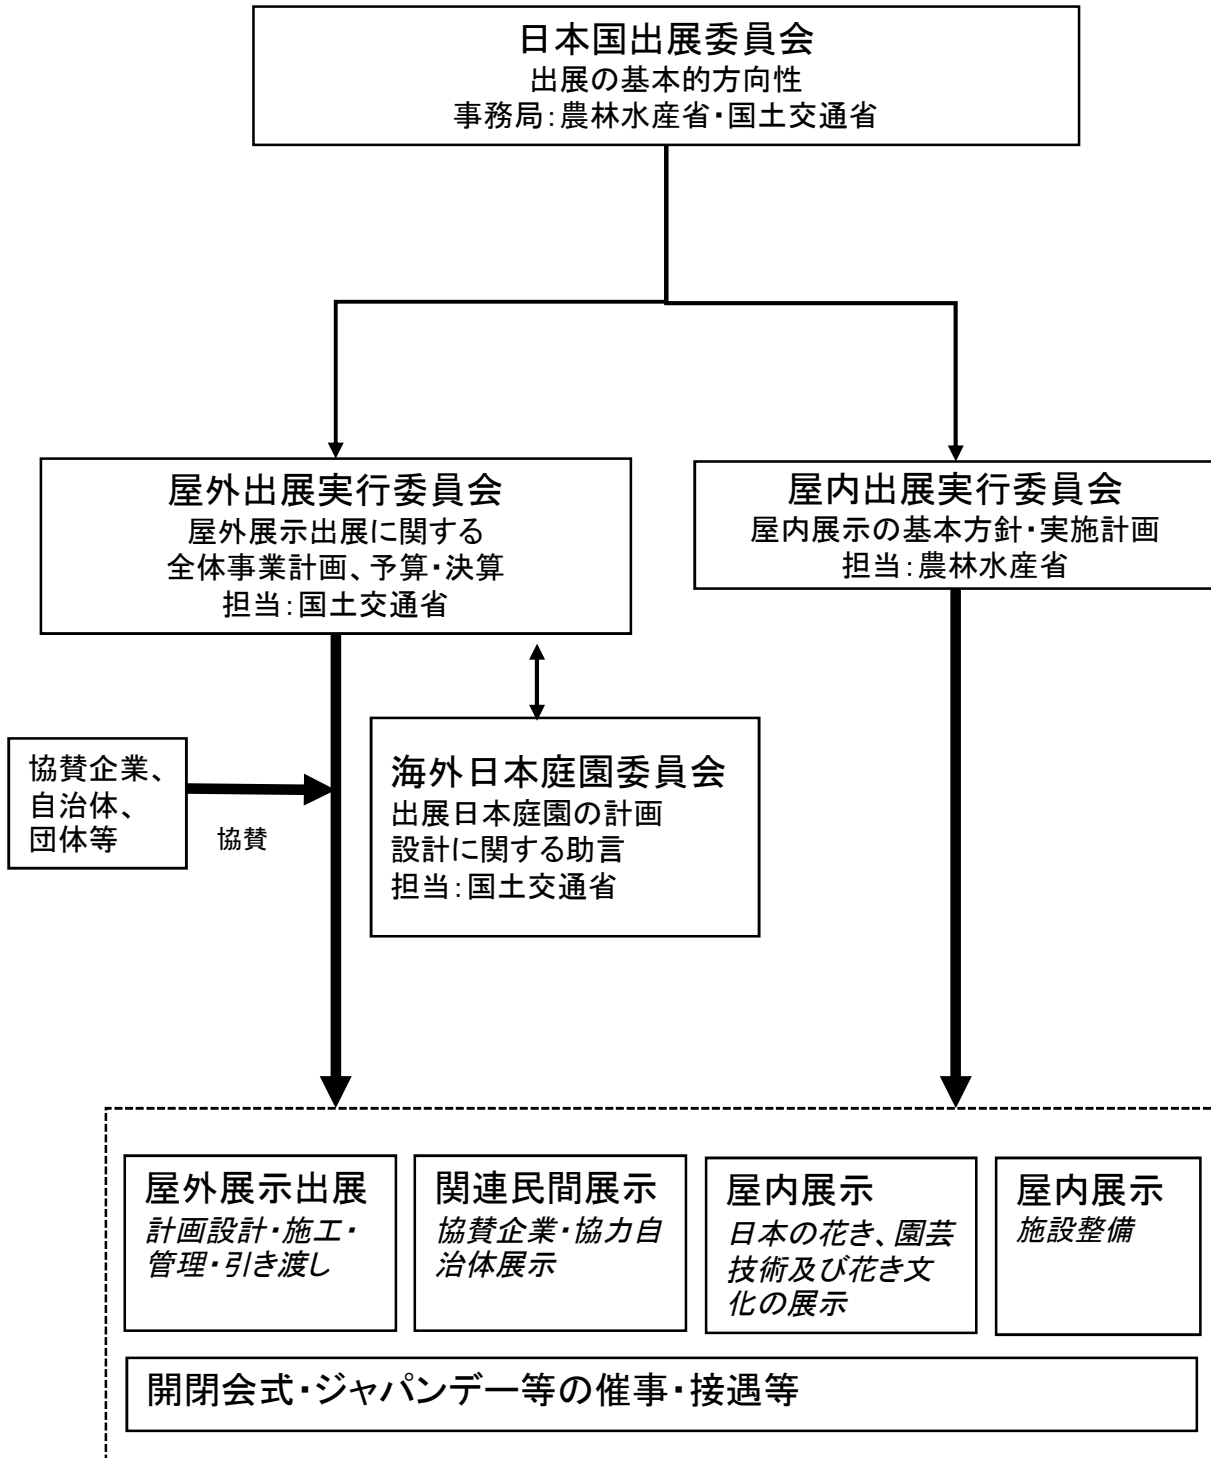 日本国出展委員会
出展の基本的方向性
事務局：農林水産省・国土交通省
屋外出展実行委員会
屋外展示出展に関する
全体事業計画、予算・決算
担当：国土交通省
屋内出展実行委員会
屋内展示の基本方針・実施計画
担当：農林水産省
協賛企業、
自治体、
団体等
協賛
海外日本庭園委員会
出展日本庭園の計画
設計に関する助言
担当：国土交通省
屋外展示出展
計画設計・施工・
管理・引き渡し
関連民間展示
協賛企業・協力自
治体展示
屋内展示
日本の花き、園芸
技術及び花き文
化の展示
屋内展示
施設整備
開閉会式・ジャパンデー等の催事・接遇等